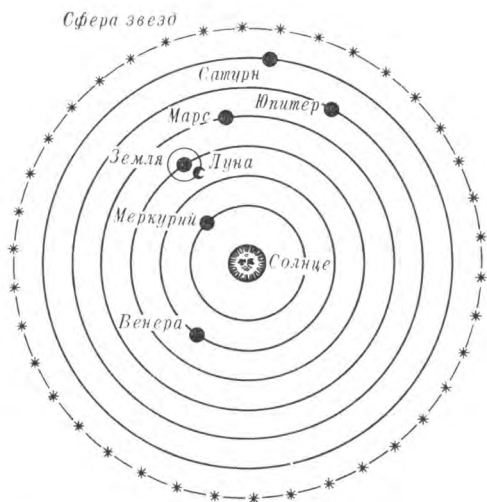 Сфера звезд
Сатурн
Юпитер
Марс
Земля
Луна
Меркурий
Солнце
Венера